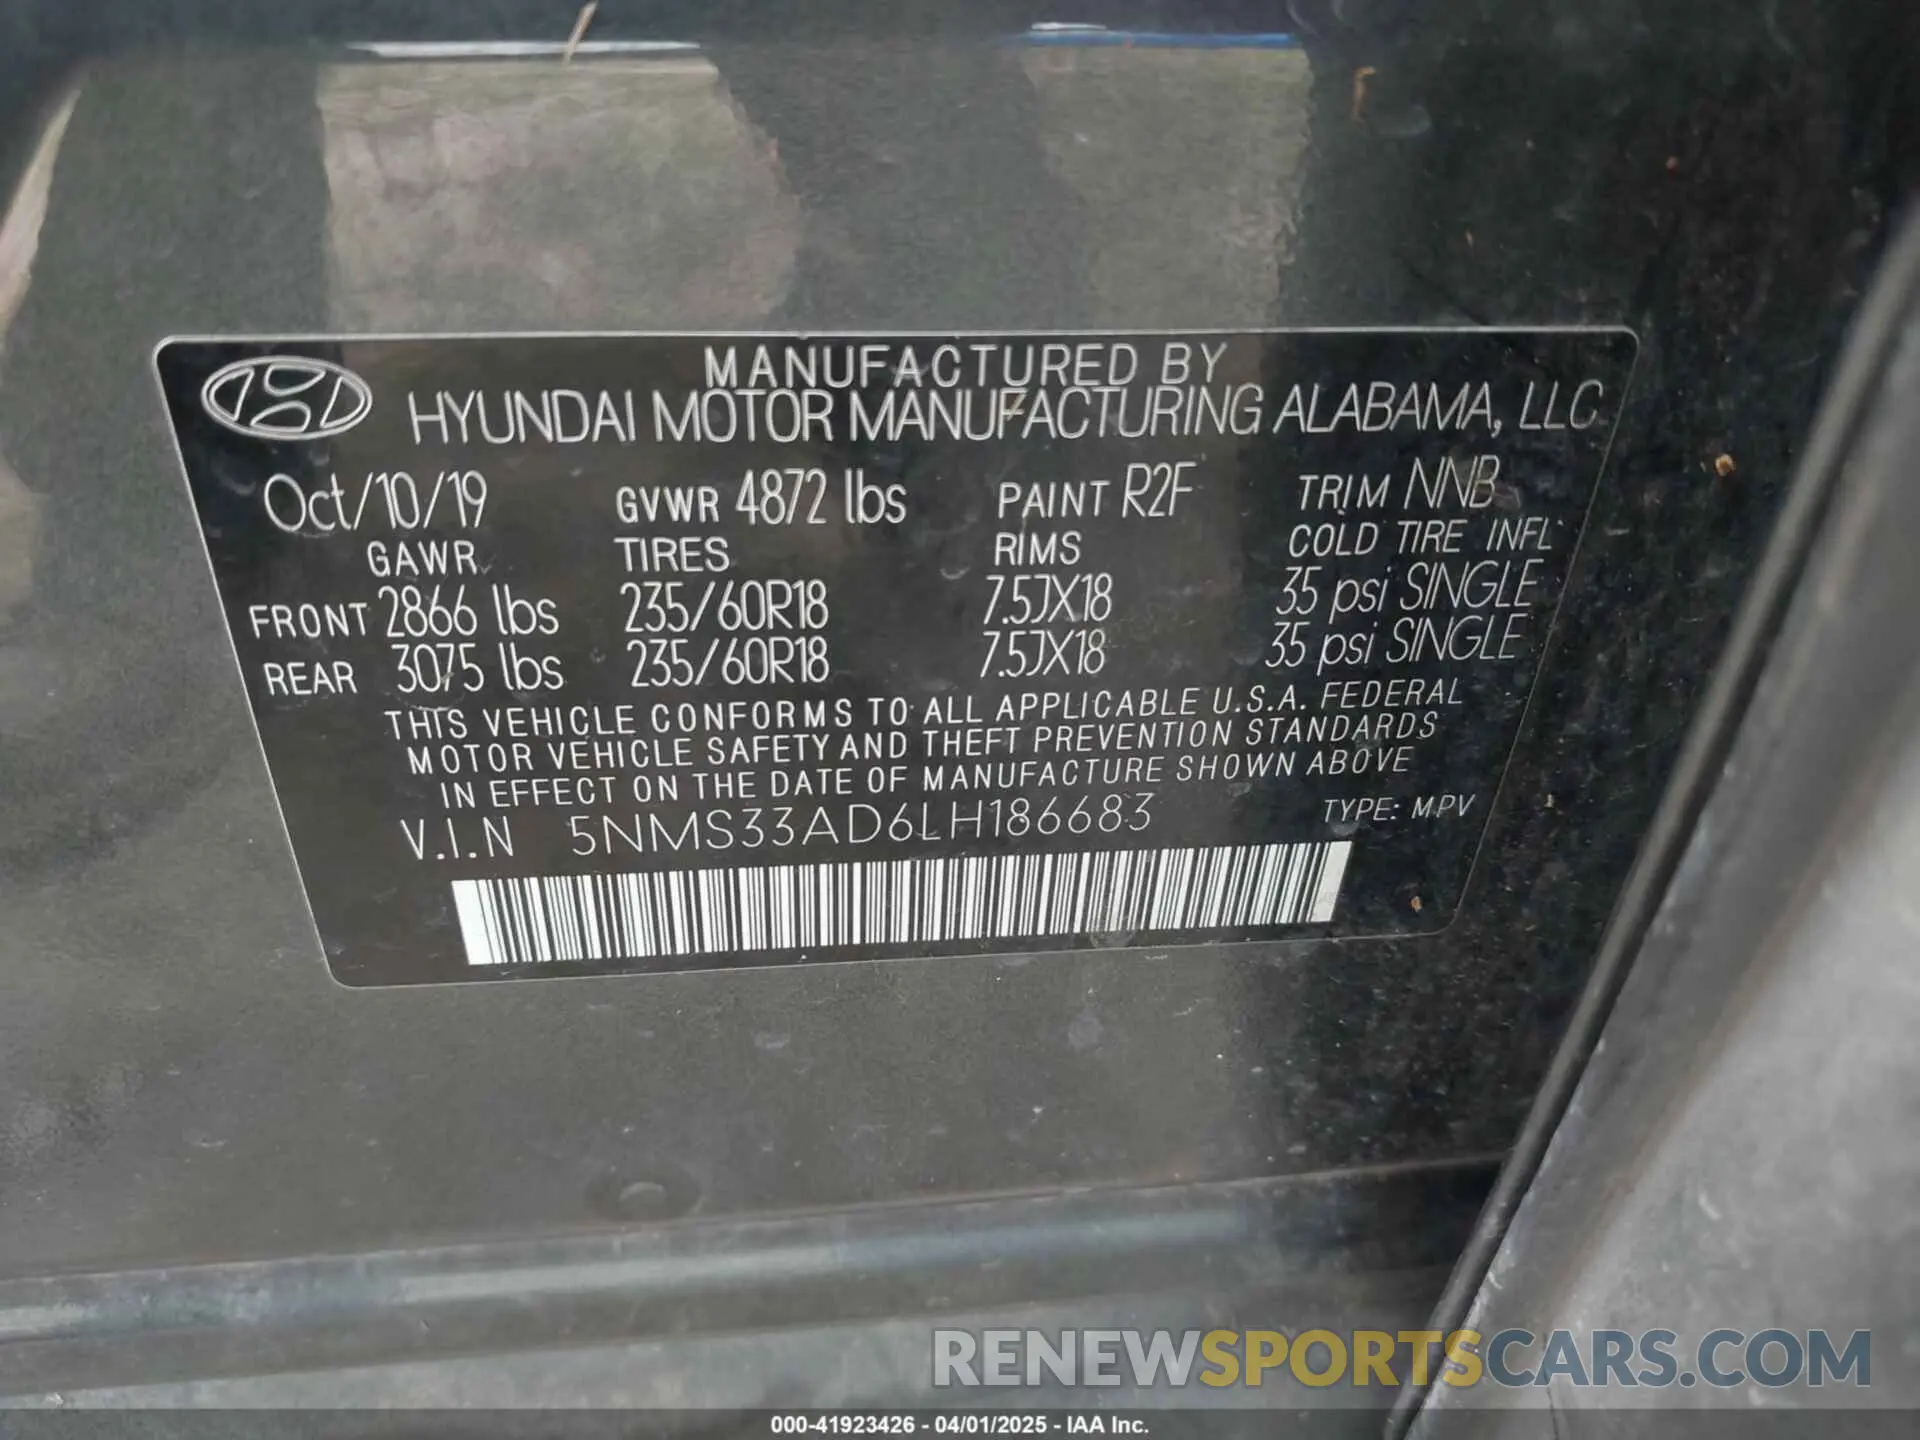 MANUFACTURED BY
HYUNDAI MOTOR MANUFACTURING ALABAMA, LLC
Oct/10/19 GVWR 4872 lbs PAINT R2F TRIM NNB
GAWR TIRES RIMS COLD TIRE INFL
FRONT 2866 lbs 235/60R18 7.5JX18 35 psi SINGLE
REAR 3075 lbs 235/60R18 7.5JX18 35 psi SINGLE
THIS VEHICLE CONFORMS TO ALL APPLICABLE U.S.A. FEDERAL
MOTOR VEHICLE SAFETY AND THEFT PREVENTION STANDARDS
IN EFFECT ON THE DATE OF MANUFACTURE SHOWN ABOVE
V.I.N 5NMS33AD6LH186683 TYPE: MPV
RENEWSPORTSCARS.COM
000-41923426 - 04/01/2025 - IAA Inc.